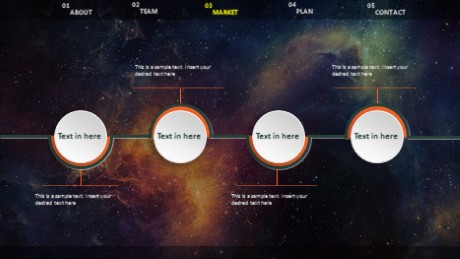 01
ABOUT
02
TEAM
03
MARKET
04
PLAN
05
CONTACT
This is a sample text. Insert your
desired text here
This is a sample text. Insert your
desired text here
Text in here
Text in here
Text in here
Text in here
This is a sample text. Insert your
desired text here
This is a sample text. Insert your
desired text here